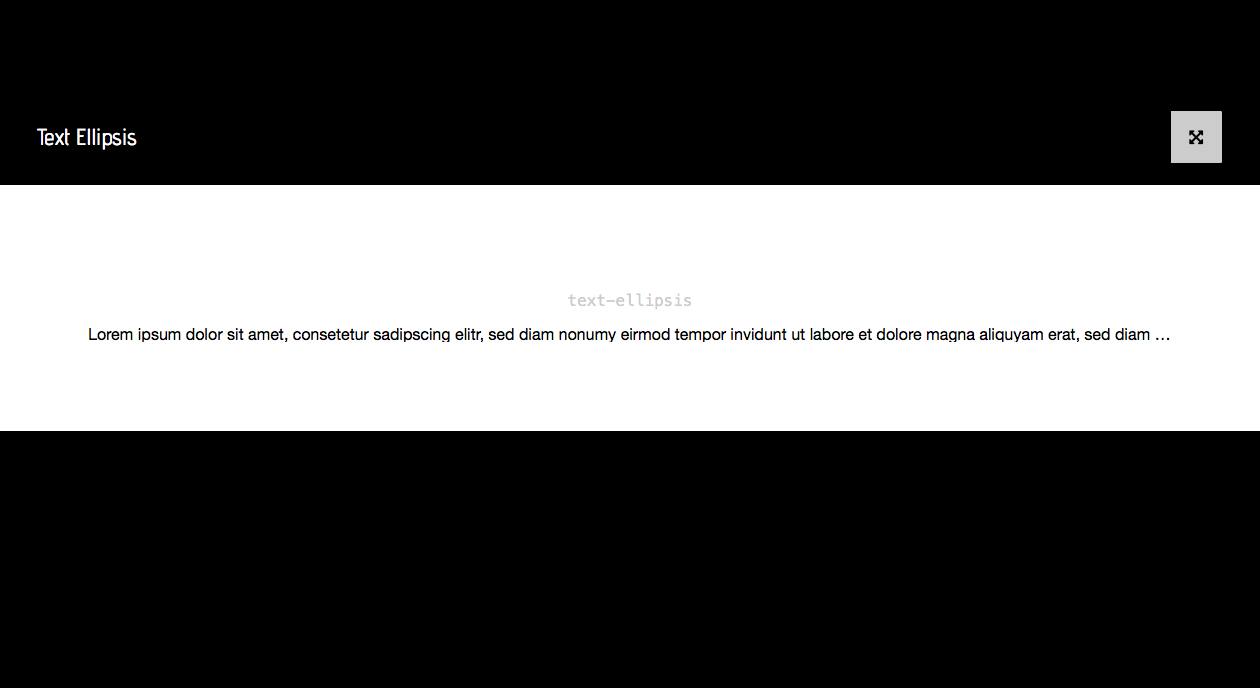 Text Ellipsis
text-ellipsis
Lorem ipsum dolor sit amet, consetetur sadipscing elitr, sed diam nonumy eirmod tempor invidunt ut labore et dolore magna aliquyam erat, sed diam …